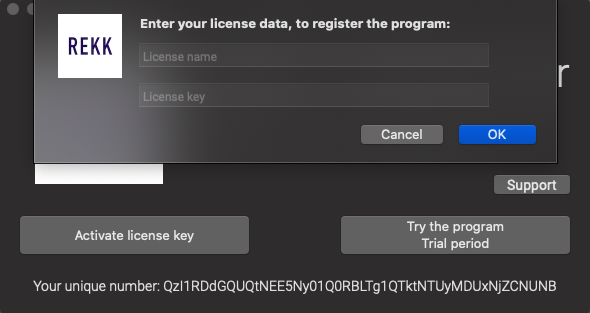 REKK
Enter your license data, to register the program:
License name
License key
Cancel
OK
r
Support
Activate license key
Try the program
Trial period
Your unique number: QzI1RDdGQUQtNEE5Ny01Q0RBLTg1QTktNTUyMDUxNjZCNUNB